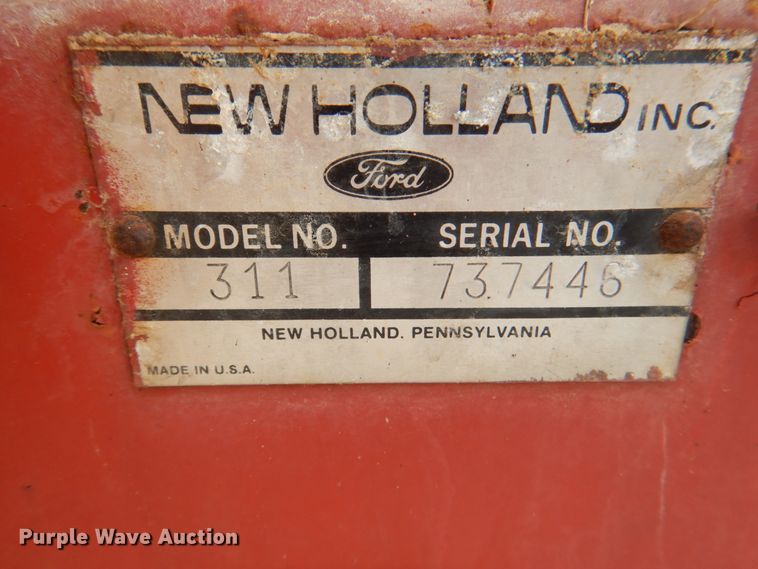 NEW HOLLAND INC.
Ford
MODEL NO. SERIAL NO.
311 737446
NEW HOLLAND, PENNSYLVANIA
MADE IN U.S.A.
Purple Wave Auction